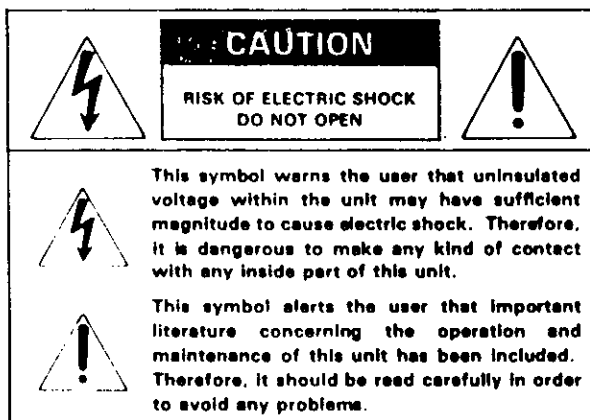 CAUTION
RISK OF ELECTRIC SHOCK
DO NOT OPEN
This symbol warns the user that uninsulated
voltage within the unit may have sufficient
magnitude to cause electric shock. Therefore,
it is dangerous to make any kind of contact
with any inside part of this unit.
This symbol alerts the user that important
literature concerning the operation and
maintenance of this unit has been included.
Therefore, it should be read carefully in order
to avoid any problems.